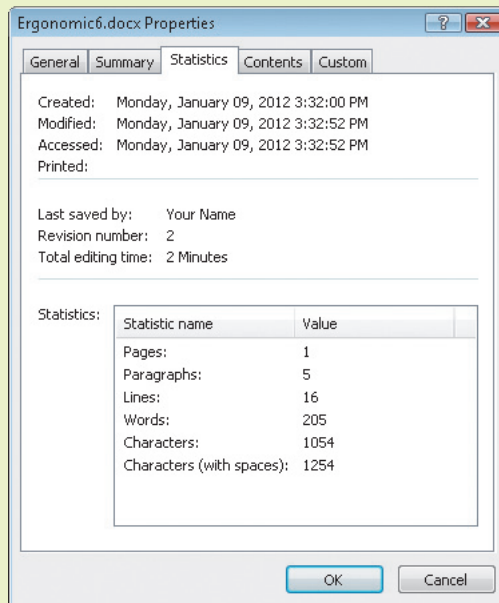 Ergonomic6.docx Properties
General Summary Statistics Contents Custom
Created: Monday, January 09, 2012 3:32:00 PM
Modified: Monday, January 09, 2012 3:32:52 PM
Accessed: Monday, January 09, 2012 3:32:52 PM
Printed:
Last saved by: Your Name
Revision number: 2
Total editing time: 2 Minutes
Statistics:
Statistic name Value
Pages: 1
Paragraphs: 5
Lines: 16
Words: 205
Characters: 1054
Characters (with spaces): 1254
OK Cancel